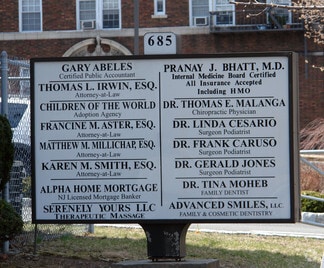 685
GARY ABELES
Certified Public Accountant
THOMAS L. IRWIN, ESQ.
Attorney-at-Law
CHILDREN OF THE WORLD
Adoption Agency
FRANCINE M. ASTER, ESQ.
Attorney-at-Law
MATTHEW M. MILLICHAP, ESQ.
Attorney-at-Law
KAREN M. SMITH, ESQ.
Attorney-at-Law
ALPHA HOME MORTGAGE
NJ Licensed Mortgage Banker
SERENELY YOURS LLC
Therapeutic Massage
PRANAY J. BHATT, M.D.
Internal Medicine Board Certified
All Insurance Accepted
Including HMO
DR. THOMAS E. MALANGA
Chiropractic Physician
DR. LINDA CESARIO
Surgeon Podiatrist
DR. FRANK CARUSO
Surgeon Podiatrist
DR. GERALD JONES
Surgeon Podiatrist
DR. TINA MOHEB
FAMILY DENTIST
ADVANCED SMILES, LLC
FAMILY & COSMETIC DENTISTRY